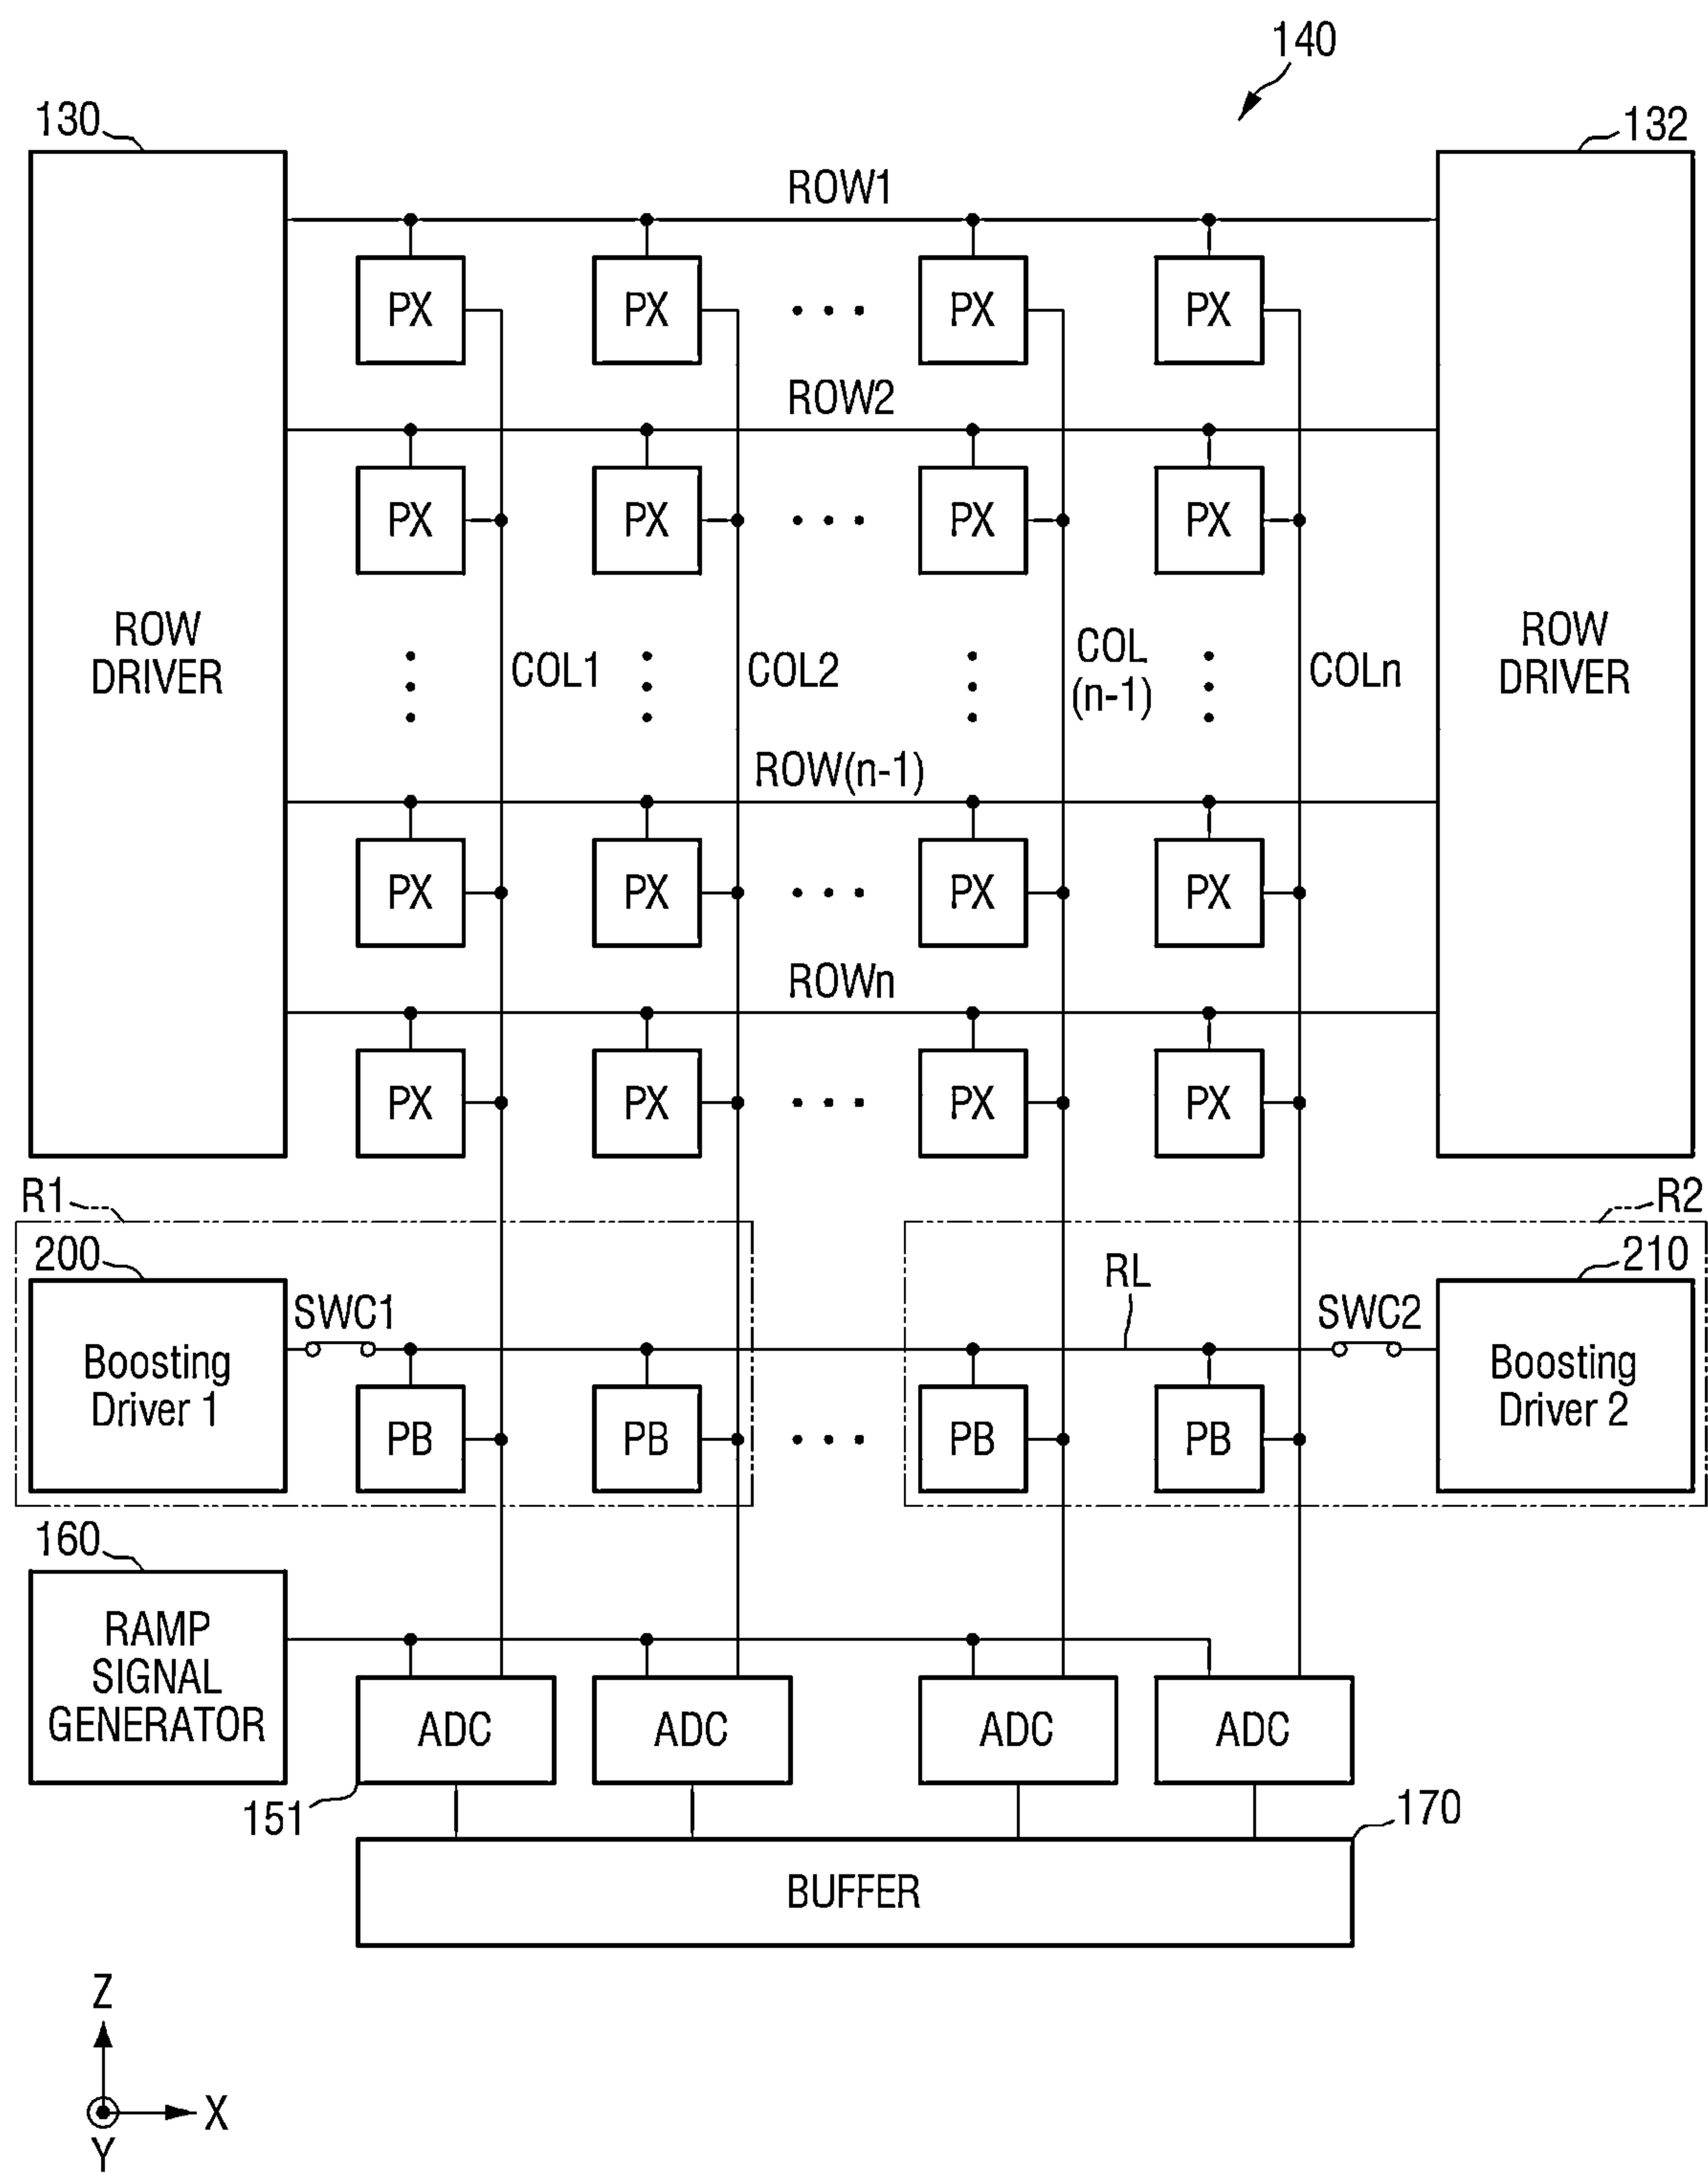 140
130
132
ROW1
PX PX ... PX PX
ROW2
PX PX ... PX PX
ROW
DRIVER
COL1
COL2
COL
(n-1)
COLn
ROW
DRIVER
ROW(n-1)
PX PX ... PX PX
ROWn
PX PX ... PX PX
R1
R2
200
210
RL
SWC1
SWC2
Boosting
Driver 1
Boosting
Driver 2
PB PB ... PB PB
160
RAMP
SIGNAL
GENERATOR
ADC ADC ADC ADC
151
170
BUFFER
Z
X
Y